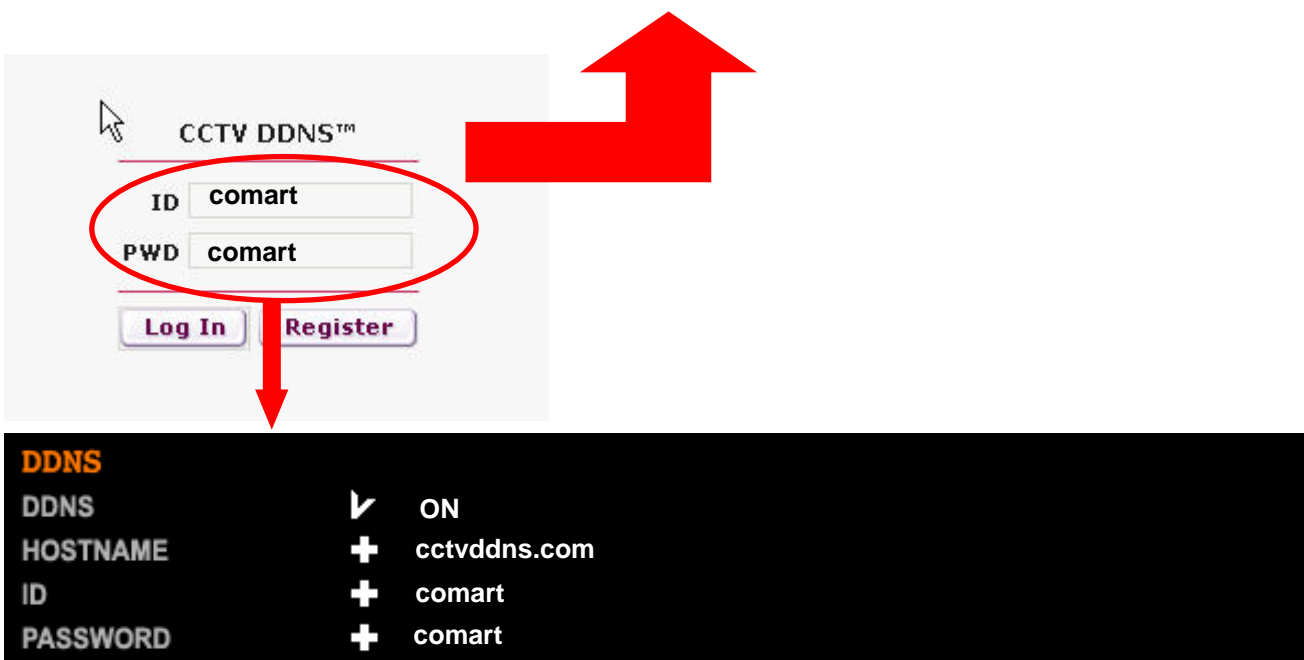 CCTV DDNS™
ID comart
PWD comart
Log In Register
DDNS
DDNS ON
HOSTNAME cctvddns.com
ID comart
PASSWORD comart